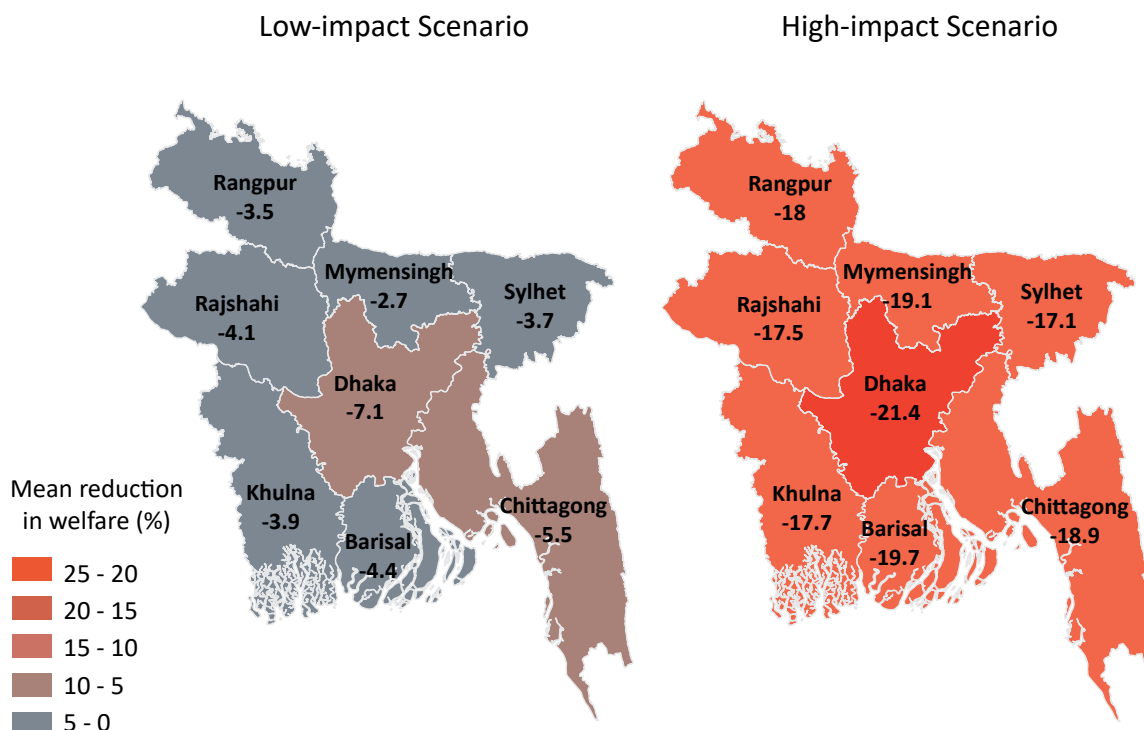 Low-impact Scenario
High-impact Scenario
Rangpur
-3.5
Mymensingh
-2.7
Sylhet
-3.7
Rajshahi
-4.1
Dhaka
-7.1
Khulna
-3.9
Barisal
-4.4
Chittagong
-5.5
Rangpur
-18
Mymensingh
-19.1
Sylhet
-17.1
Rajshahi
-17.5
Dhaka
-21.4
Khulna
-17.7
Barisal
-19.7
Chittagong
-18.9
Mean reduction
in welfare (%)
25 - 20
20 - 15
15 - 10
10 - 5
5 - 0